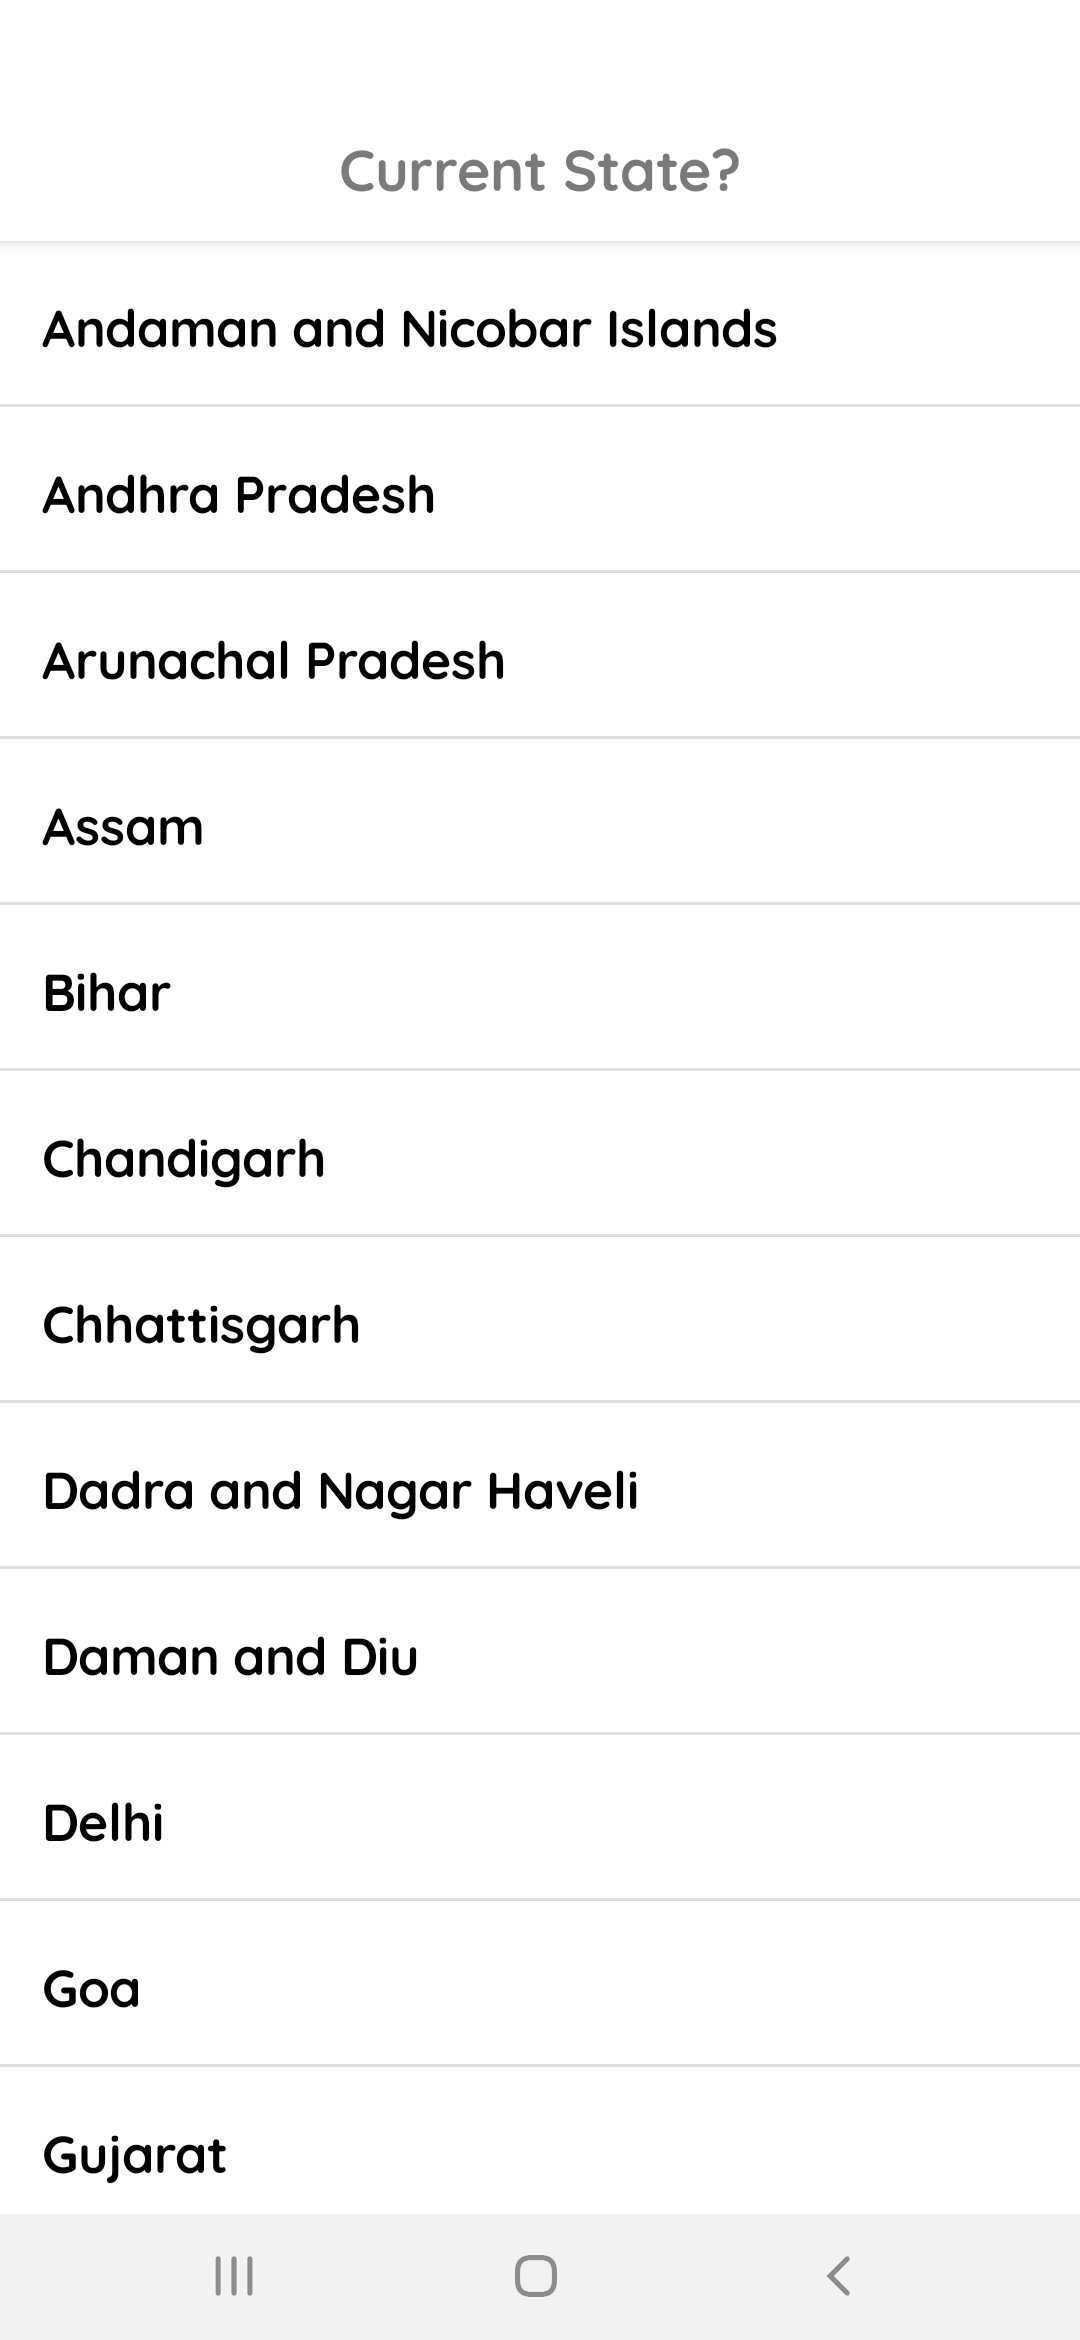 Current State?
Andaman and Nicobar Islands
Andhra Pradesh
Arunachal Pradesh
Assam
Bihar
Chandigarh
Chhattisgarh
Dadra and Nagar Haveli
Daman and Diu
Delhi
Goa
Gujarat